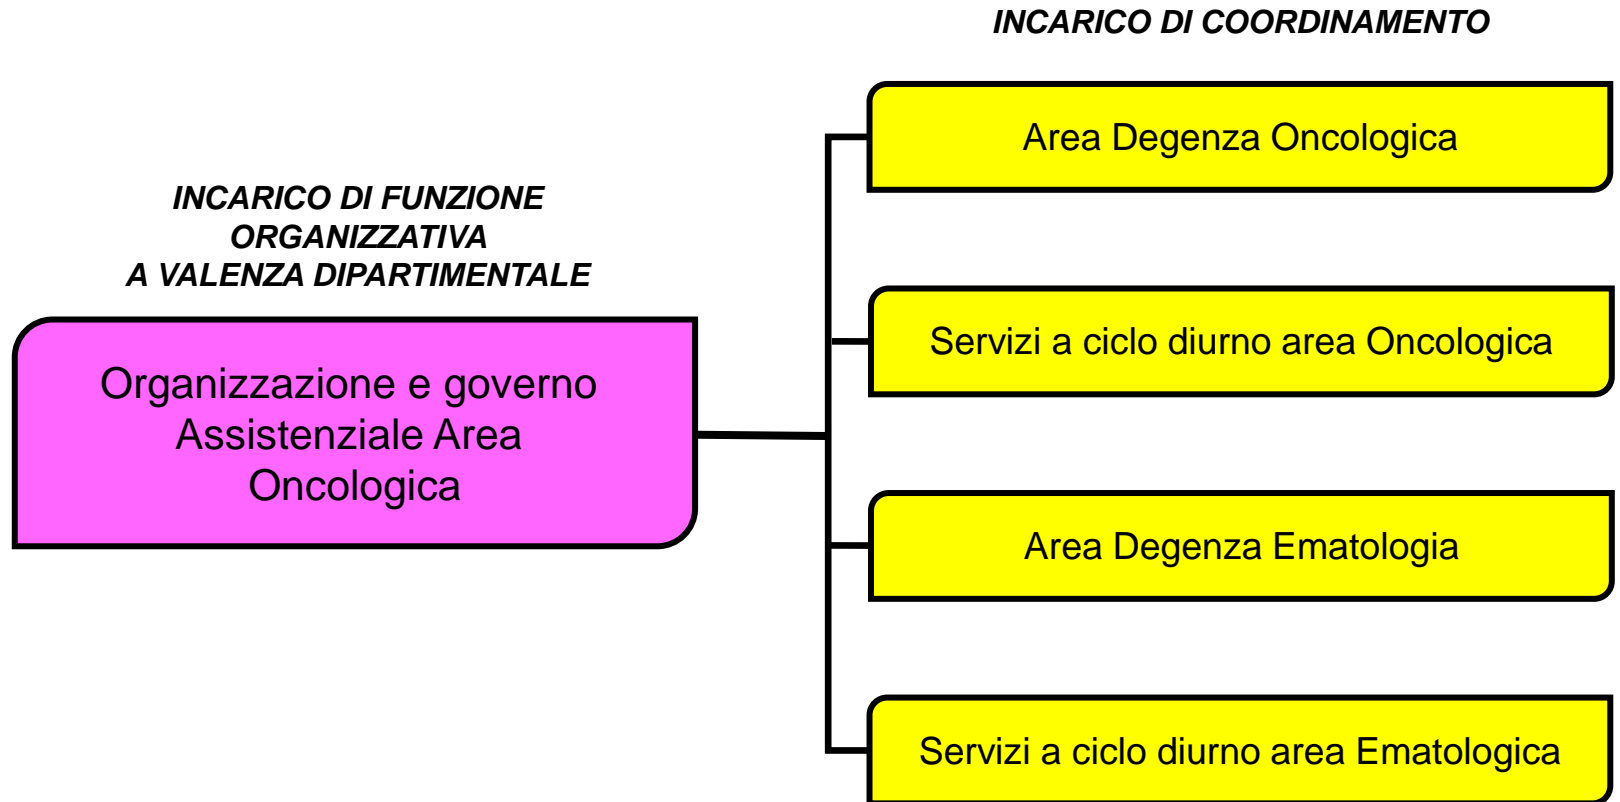 INCARICO DI COORDINAMENTO
Area Degenza Oncologica
INCARICO DI FUNZIONE
ORGANIZZATIVA
A VALENZA DIPARTIMENTALE
Servizi a ciclo diurno area Oncologica
Organizzazione e governo
Assistenziale Area
Oncologica
Area Degenza Ematologia
Servizi a ciclo diurno area Ematologica